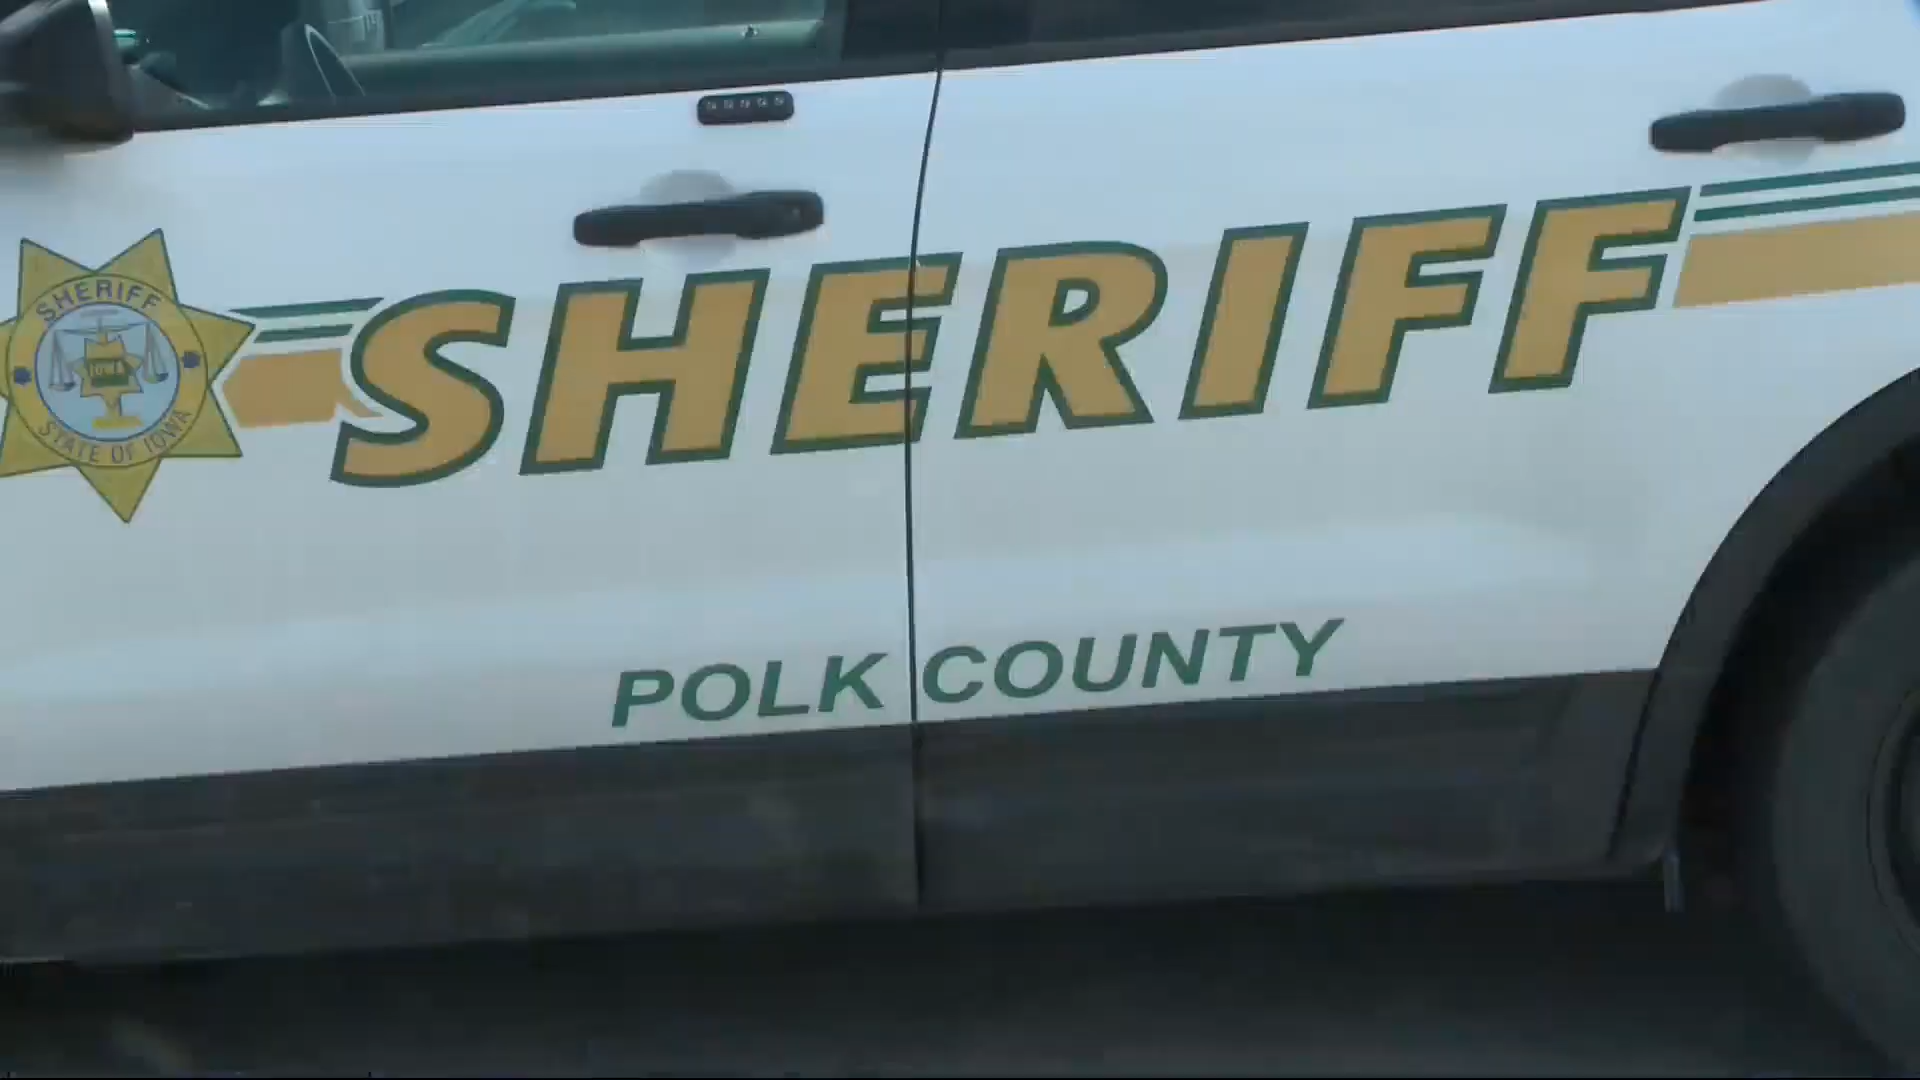 SHERIFF
IOWA
STATE OF IOWA
SHERIFF
POLK COUNTY